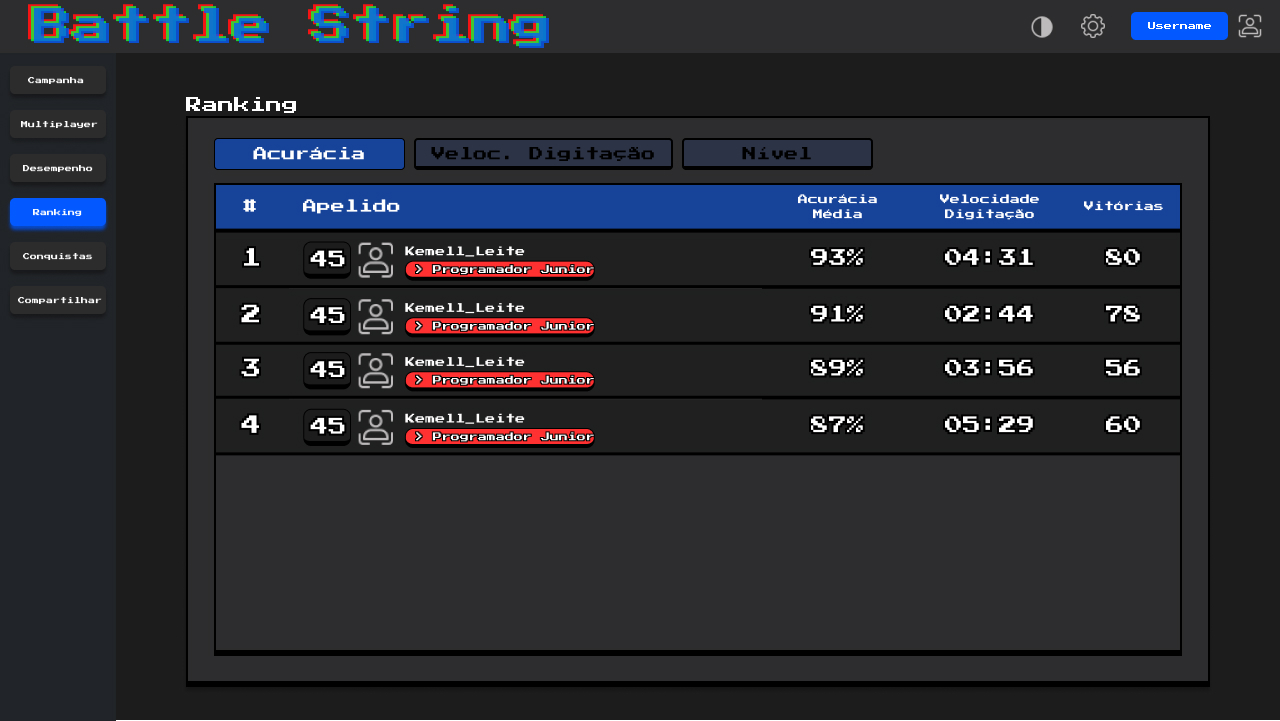 Battle String
Username
Campanha
Multiplayer
Desempenho
Ranking
Conquistas
Compartilhar
Ranking
Acurácia
Veloc. Digitação
Nível
# Apelido Acurácia Média Velocidade Digitação Vitórias
1 45 Kemell_Leite 93% 04:31 80
> Programador Junior
2 45 Kemell_Leite 91% 02:44 78
> Programador Junior
3 45 Kemell_Leite 89% 03:56 56
> Programador Junior
4 45 Kemell_Leite 87% 05:29 60
> Programador Junior